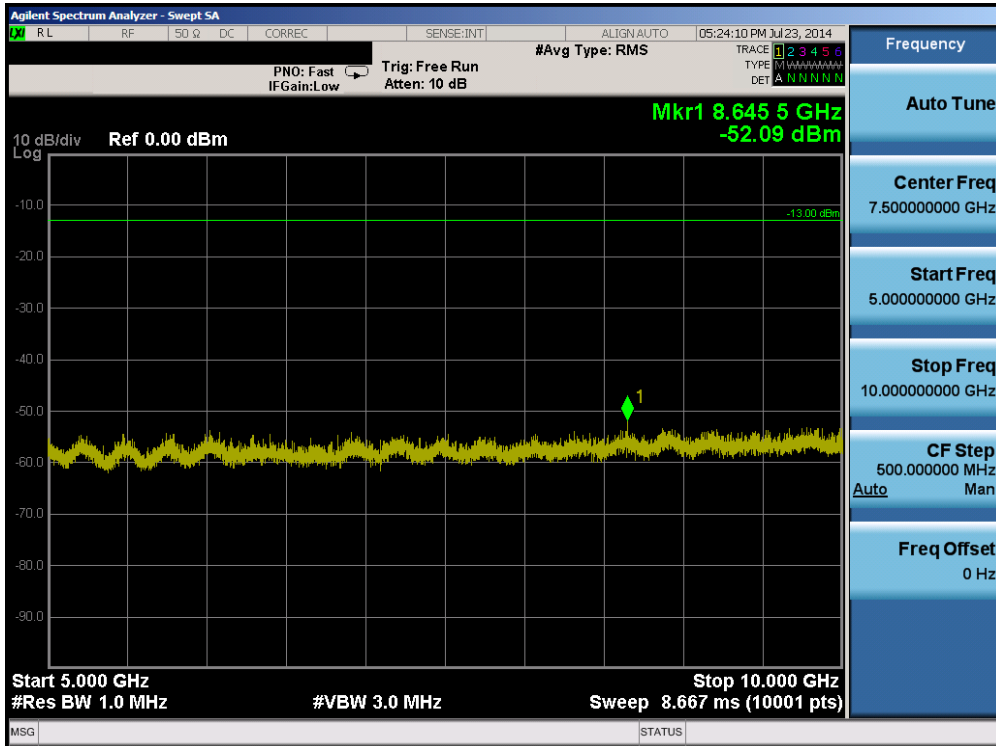 Agilent Spectrum Analyzer - Swept SA
LXI RL RF 50 Ω DC CORREC SENSE:INT ALIGN AUTO 05:24:10 PM Jul 23, 2014
#Avg Type: RMS
TRACE 1 2 3 4 5 6
PNO: Fast Trig: Free Run TYPE M WWWWW
IFGain:Low Atten: 10 dB DET A N N N N N
Mkr1 8.645 5 GHz
-52.09 dBm
10 dB/div Ref 0.00 dBm
Log
-10.0
-13.00 dBm
-20.0
-30.0
-40.0
-50.0
1
-60.0
-70.0
-80.0
-90.0
Start 5.000 GHz Stop 10.000 GHz
#Res BW 1.0 MHz #VBW 3.0 MHz Sweep 8.667 ms (10001 pts)
MSG STATUS
Frequency
Auto Tune
Center Freq
7.500000000 GHz
Start Freq
5.000000000 GHz
Stop Freq
10.000000000 GHz
CF Step
500.000000 MHz
Auto Man
Freq Offset
0 Hz